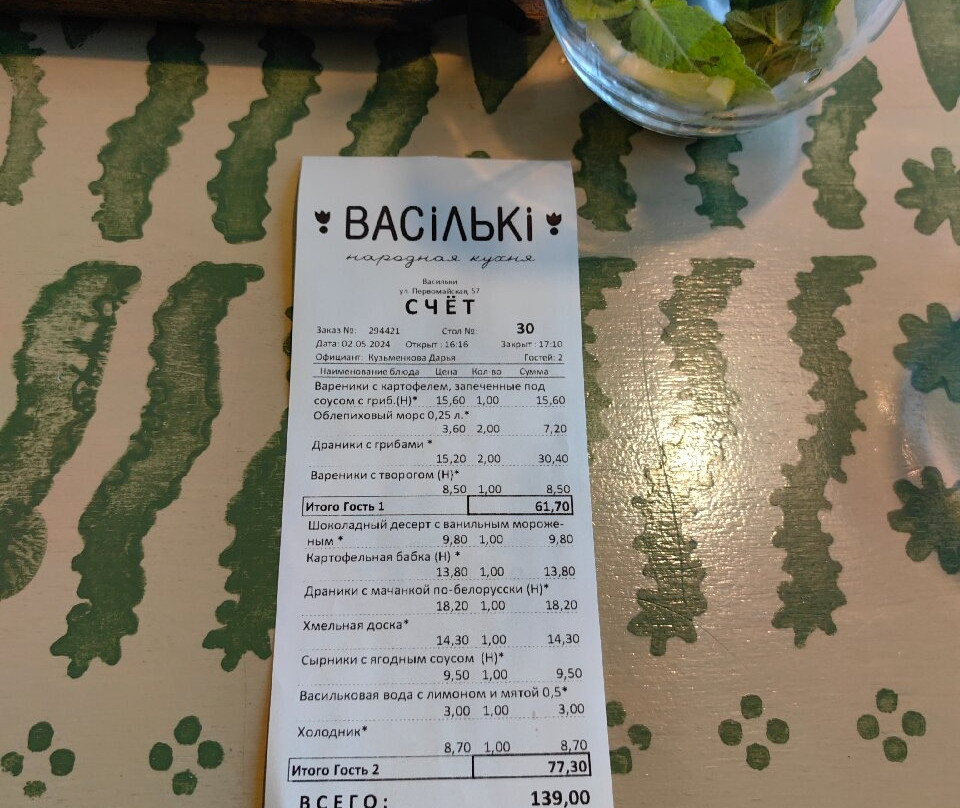 ВАСІЛЬКІ
народная кухня
Васильки
ул. Первомайская, 57
СЧЁТ
Заказ №: 294421 Стол №: 30
Дата: 02.05.2024 Открыт : 16:16 Закрыт : 17:10
Официант Кузьменкова Дарья Гостей: 2
Наименование блюда Цена Кол-во Сумма
Вареники с картофелем, запеченные под
соусом с гриб.(Н)* 15,60 1,00 15,60
Облепиховый морс 0,25 л.*
3,60 2,00 7,20
Драники с грибами *
15,20 2,00 30,40
Вареники с творогом (Н)*
8,50 1,00 8,50
Итого Гость 1 61,70
Шоколадный десерт с ванильным мороже-
ным * 9,80 1,00 9,80
Картофельная бабка (Н) *
13,80 1,00 13,80
Драники с мачанкой по-белорусски (Н)*
18,20 1,00 18,20
Хмельная доска*
14,30 1,00 14,30
Сырники с ягодным соусом (Н)*
9,50 1,00 9,50
Васильковая вода с лимоном и мятой 0,5*
3,00 1,00 3,00
Холодник*
8,70 1,00 8,70
Итого Гость 2 77,30
ВСЕГО: 139,00